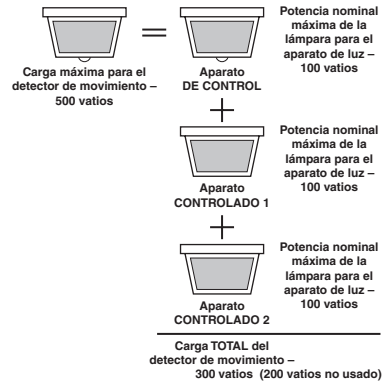 Carga máxima para el
detector de movimiento –
500 vatios
=
Aparato
DE CONTROL
Potencia nominal
máxima de la
lámpara para el
aparato de luz –
100 vatios
+
Aparato
CONTROLADO 1
Potencia nominal
máxima de la
lámpara para el
aparato de luz –
100 vatios
+
Aparato
CONTROLADO 2
Potencia nominal
máxima de la
lámpara para el
aparato de luz –
100 vatios
Carga TOTAL del
detector de movimiento –
300 vatios (200 vatios no usado)